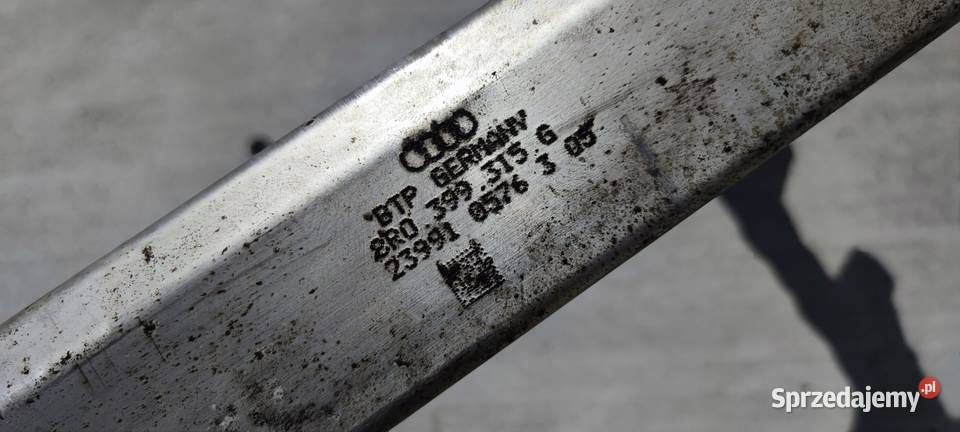 BTP GERMANY
8R0 399.315.G
23991 0576 3 05
Sprzedajemy.pl